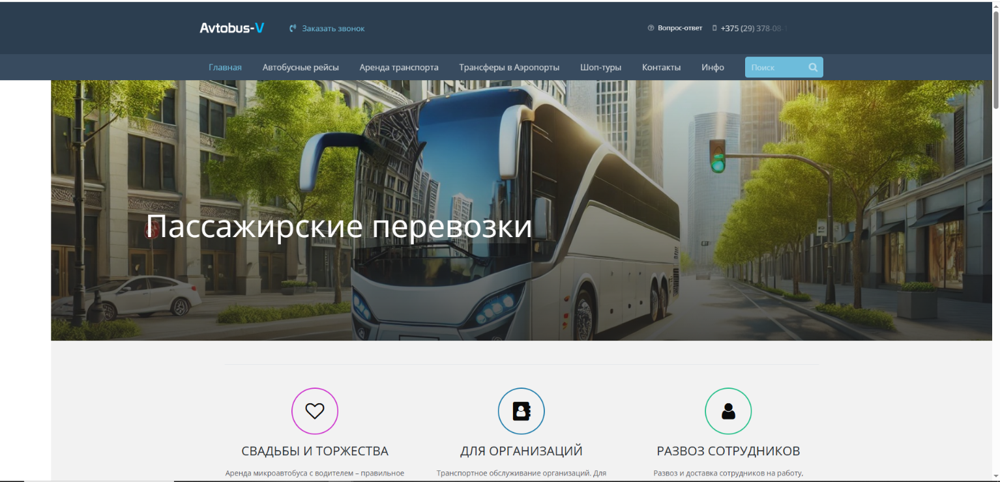 Avtobus-V
Заказать звонок
Вопрос-ответ
+375 (29) 378-08-
Главная
Автобусные рейсы
Аренда транспорта
Трансферы в Аэропорты
Шоп-туры
Контакты
Инфо
Поиск
Пассажирские перевозки
СВАДЬБЫ И ТОРЖЕСТВА
ДЛЯ ОРГАНИЗАЦИЙ
РАЗВОЗ СОТРУДНИКОВ
Аренда микроавтобуса с водителем – правильное
Транспортное обслуживание организаций. Для
Развоз и доставка сотрудников на работу,